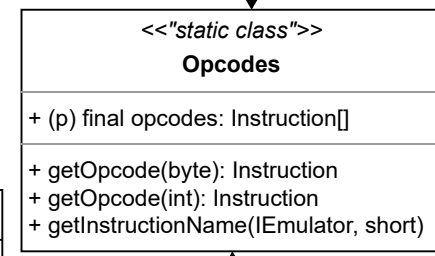 <<"static class">>
Opcodes
+ (p) final opcodes: Instruction[]
+ getOpcode(byte): Instruction
+ getOpcode(int): Instruction
+ getInstructionName(IEmulator, short)